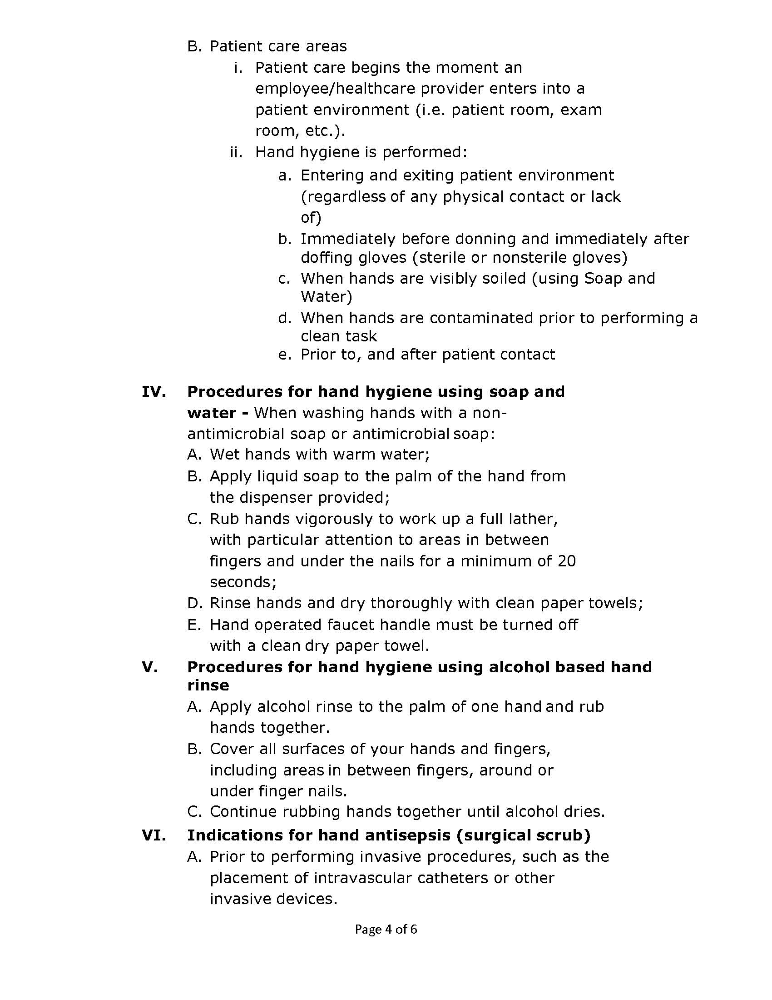 B. Patient care areas
i. Patient care begins the moment an
employee/healthcare provider enters into a
patient environment (i.e. patient room, exam
room, etc.).
ii. Hand hygiene is performed:
a. Entering and exiting patient environment
(regardless of any physical contact or lack
of)
b. Immediately before donning and immediately after
doffing gloves (sterile or nonsterile gloves)
c. When hands are visibly soiled (using Soap and
Water)
d. When hands are contaminated prior to performing a
clean task
e. Prior to, and after patient contact
IV. Procedures for hand hygiene using soap and
water - When washing hands with a non-
antimicrobial soap or antimicrobial soap:
A. Wet hands with warm water;
B. Apply liquid soap to the palm of the hand from
the dispenser provided;
C. Rub hands vigorously to work up a full lather,
with particular attention to areas in between
fingers and under the nails for a minimum of 20
seconds;
D. Rinse hands and dry thoroughly with clean paper towels;
E. Hand operated faucet handle must be turned off
with a clean dry paper towel.
V. Procedures for hand hygiene using alcohol based hand
rinse
A. Apply alcohol rinse to the palm of one hand and rub
hands together.
B. Cover all surfaces of your hands and fingers,
including areas in between fingers, around or
under finger nails.
C. Continue rubbing hands together until alcohol dries.
VI. Indications for hand antisepsis (surgical scrub)
A. Prior to performing invasive procedures, such as the
placement of intravascular catheters or other
invasive devices.
Page 4 of 6